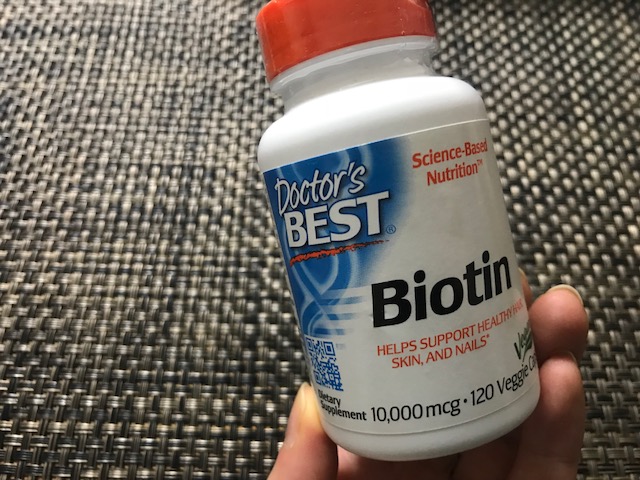 Doctor's
BEST®
Science-Based
Nutrition™
Biotin
HELPS SUPPORT HEALTHY
SKIN, AND NAILS*
Dietary
Supplement
10,000 mcg • 120 Veggie